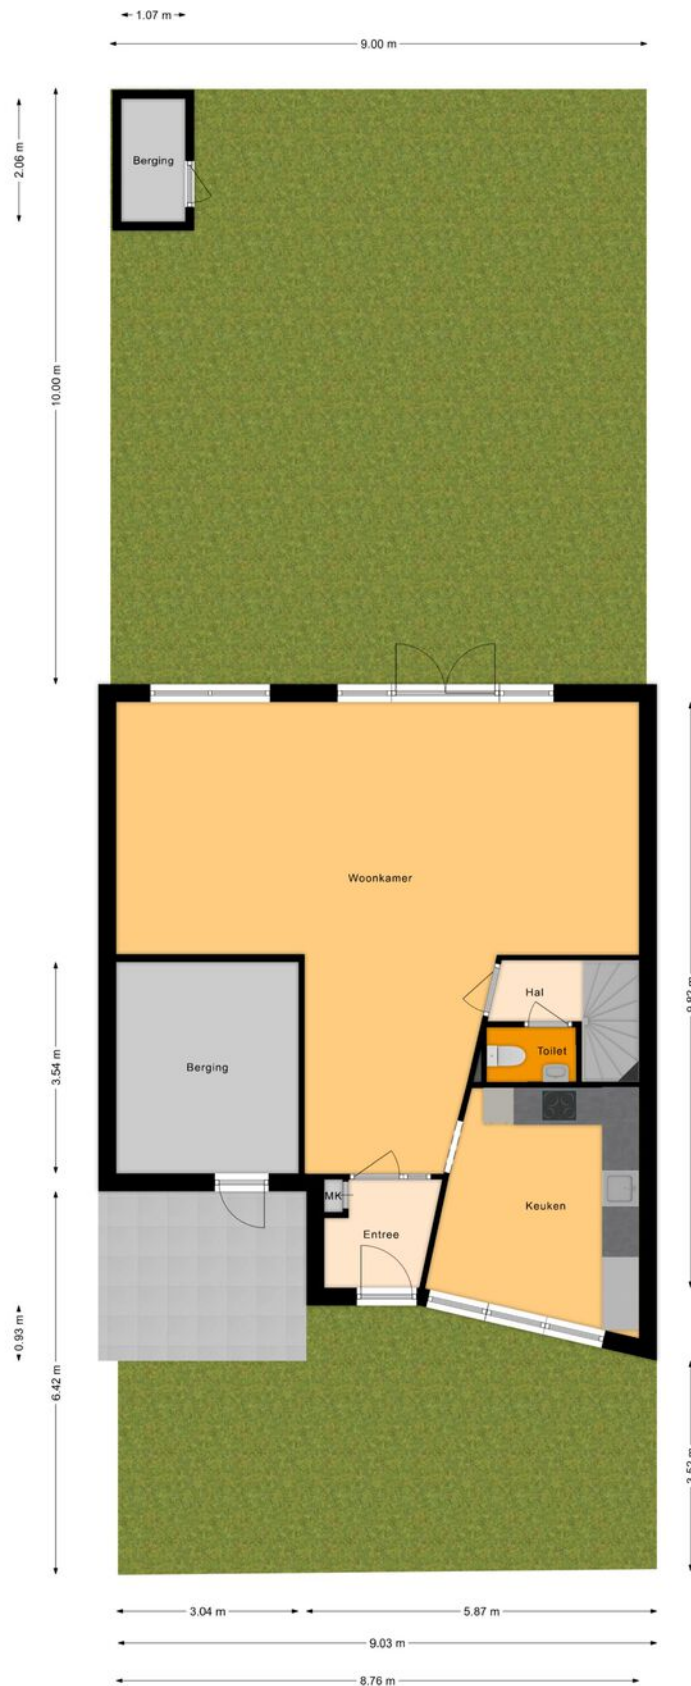 1.07 m
9.00 m
2.06 m
Berging
10.00 m
Woonkamer
Hal
3.54 m
Toilet
Berging
MK
Keuken
Entree
0.93 m
6.42 m
3.04 m
5.87 m
9.03 m
8.76 m